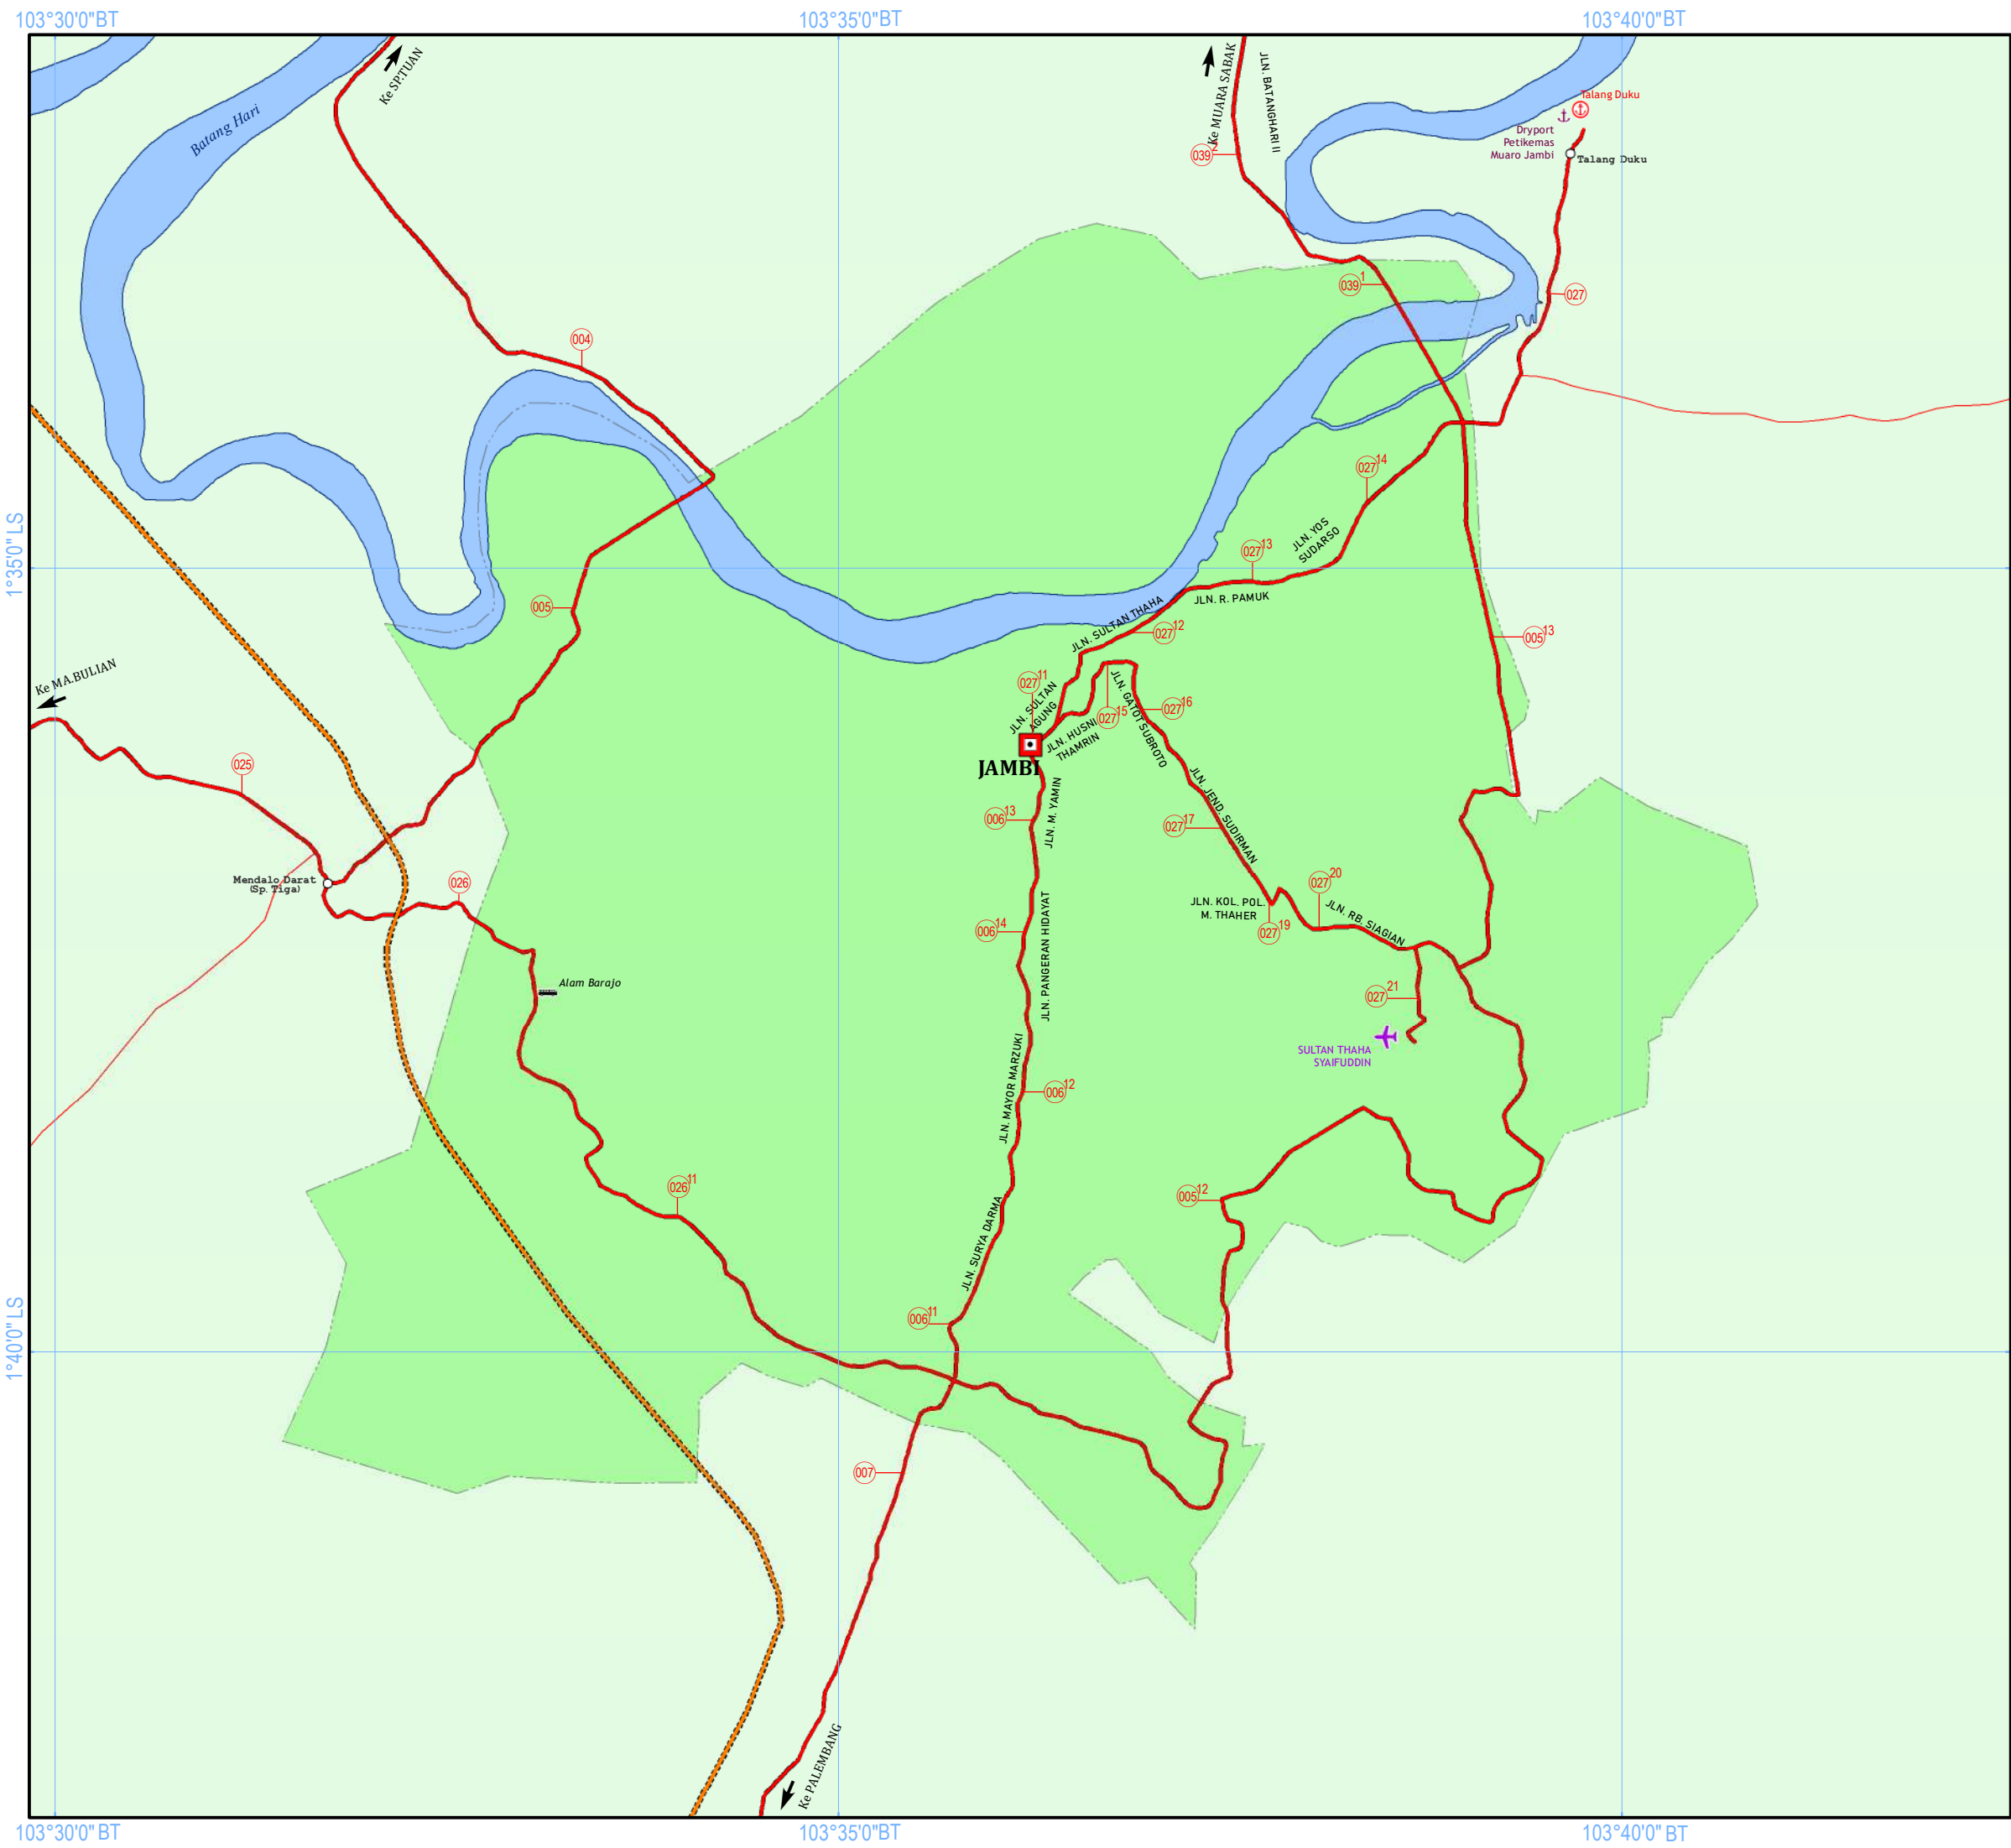 103°30'0"BT
103°35'0"BT
103°40'0"BT
Ke SP.TUAN
Batang Hari
Ke MUARA SABAK
JLN. BATANGHARI II
Talang Duku
Dryport
Petikemas
Muaro Jambi
Talang Duku
039 2
039 1
027
004
027 14
1°35'0" LS
JLN. YOS
SUDARSO
027 13
JLN. R. PAMUK
005
JLN. SULTAN THAHA
027 12
005 13
Ke MA.BULIAN
027 11
JLN. SULTAN
AGUNG
JLN. HUSNI
THAMRIN
027 15
JLN. GATOT SUBROTO
027 16
JAMBI
025
JLN. M. YAMIN
006 13
JLN. JEND. SUDIRMAN
027 17
Mendalo Darat
(Sp. Tiga)
026
027 20
JLN. KOL. POL.
M. THAHER
JLN. RB. SIAGIAN
027 19
006 14
JLN. PANGERAN HIDAYAT
Alam Barajo
027 21
SULTAN THAHA
SYAIFUDDIN
JLN. MAYOR MARZUKI
006 12
026 11
005 12
JLN. SURYA DARMA
006 11
1°40'0" LS
007
Ke PALEMBANG
103°30'0" BT
103°35'0"BT
103°40'0" BT